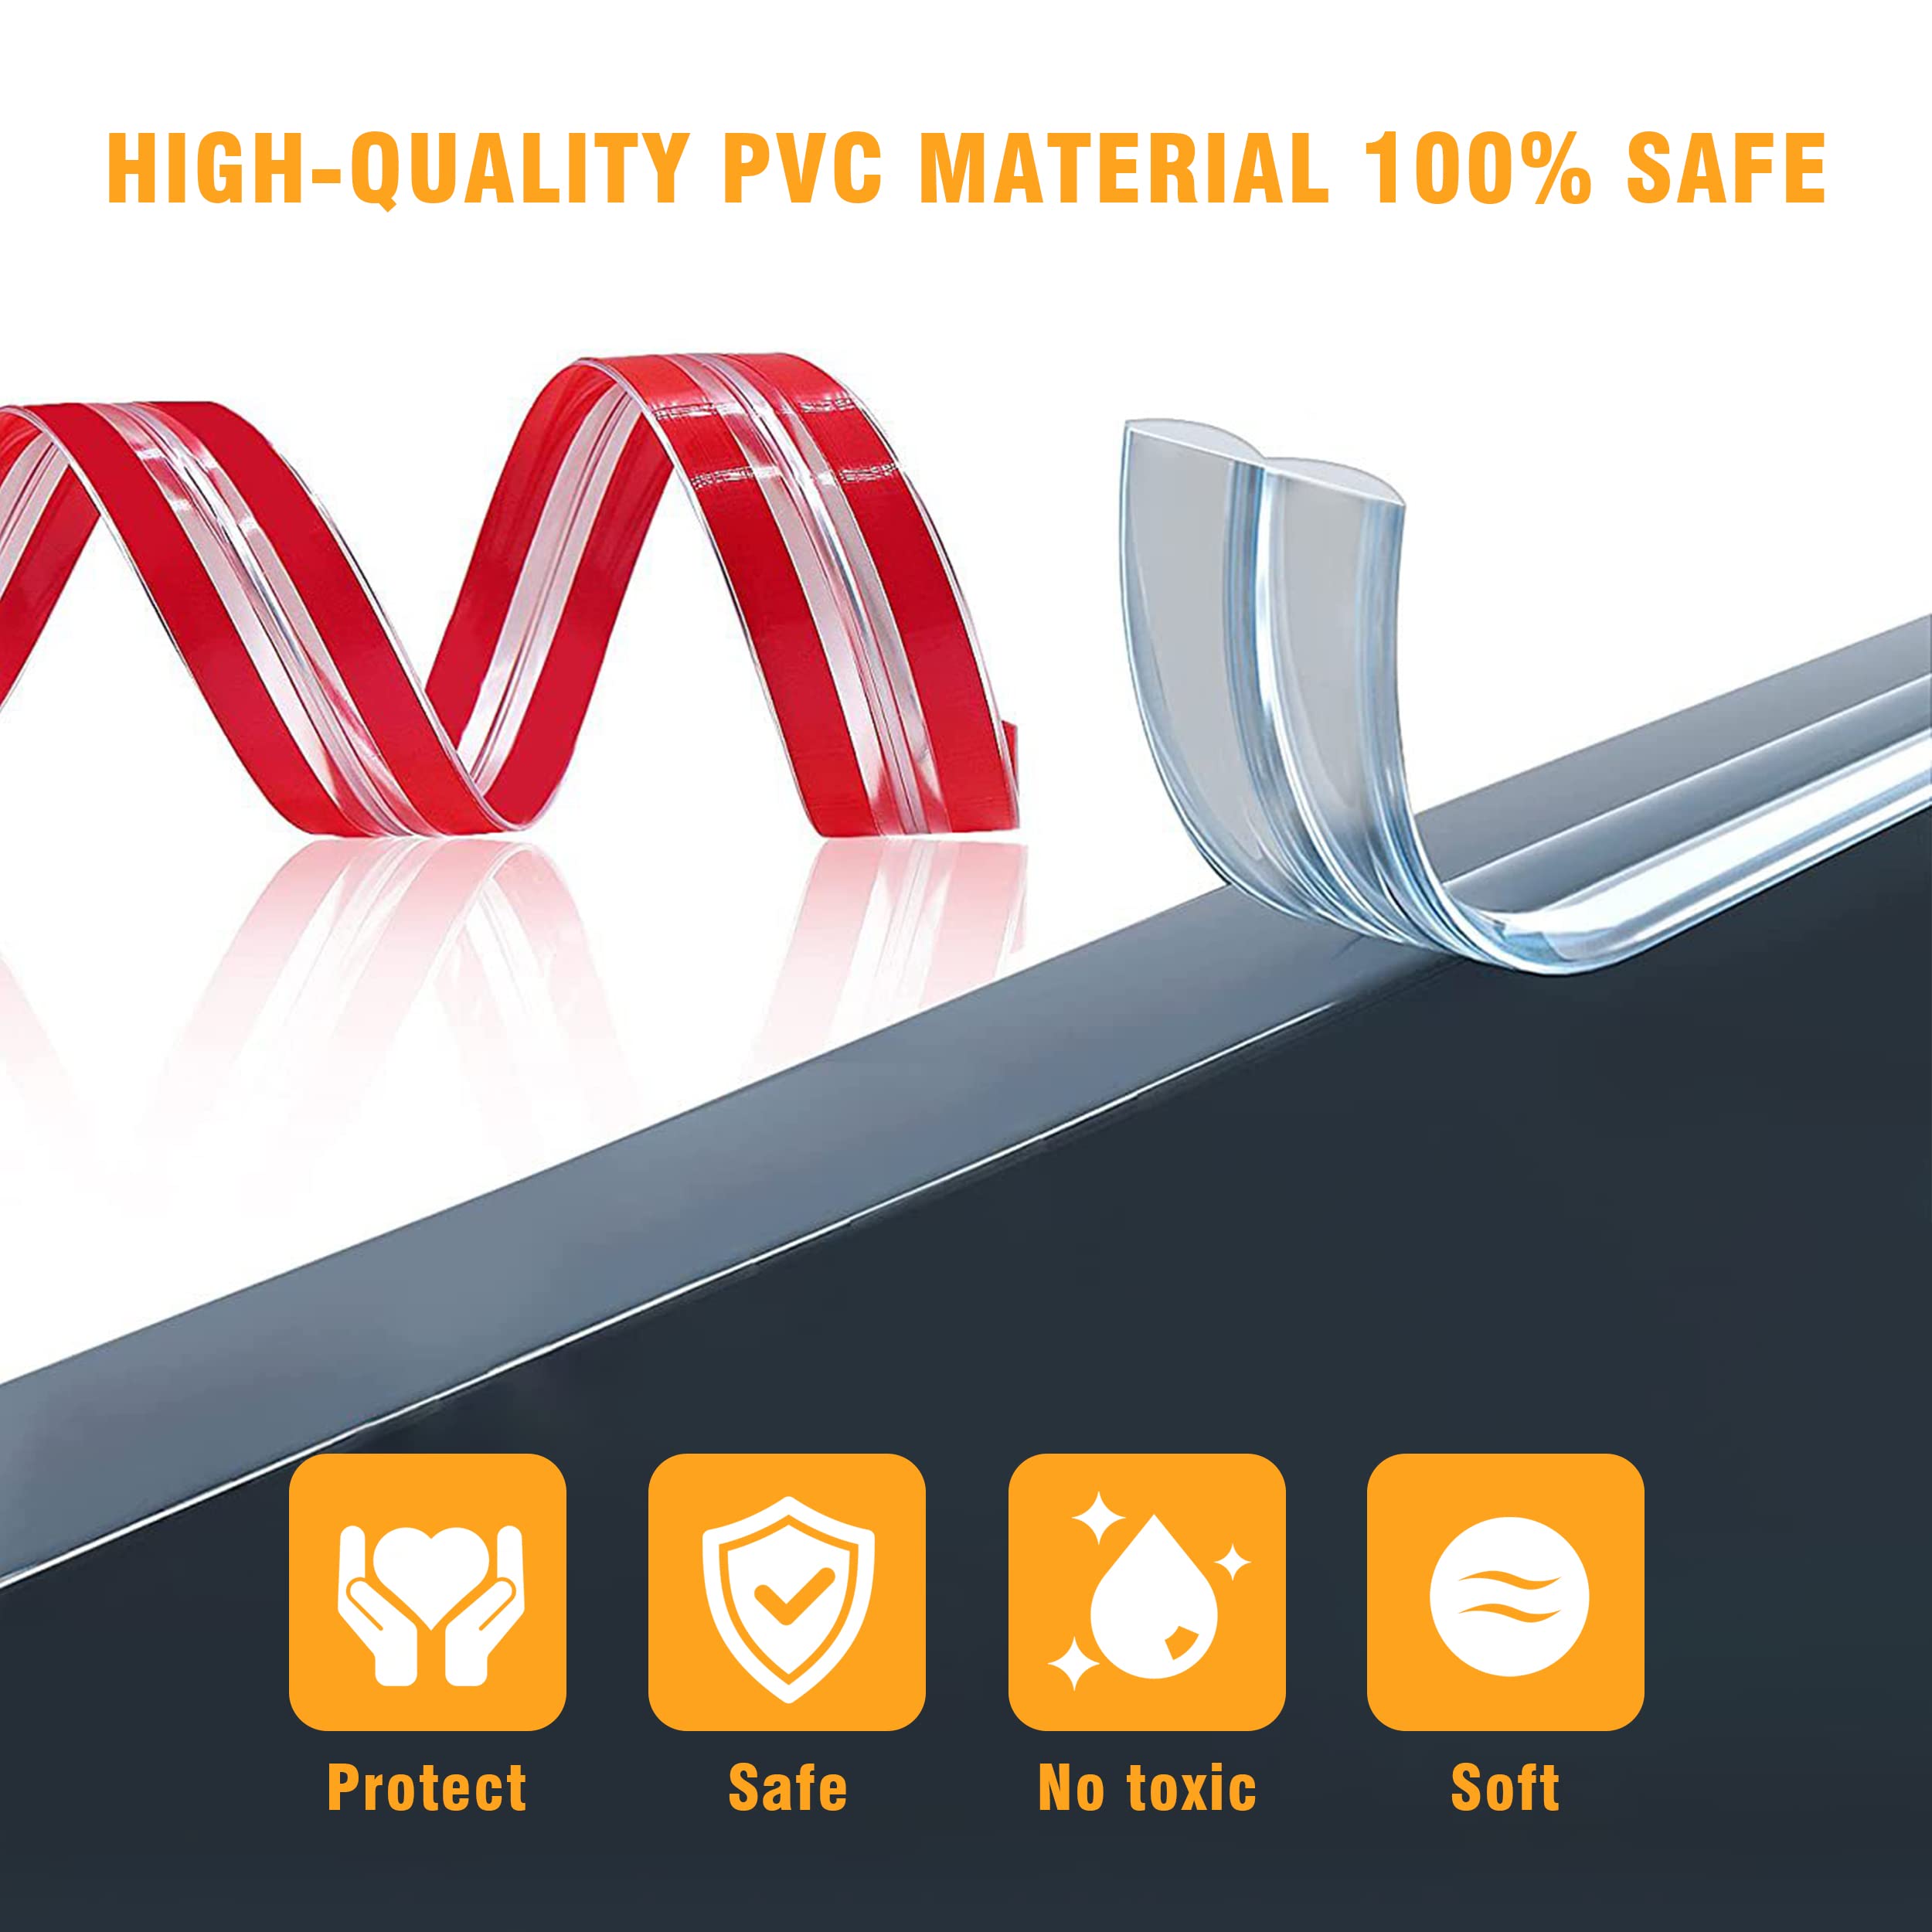 HIGH-QUALITY PVC MATERIAL 100% SAFE
Protect
Safe
No toxic
Soft